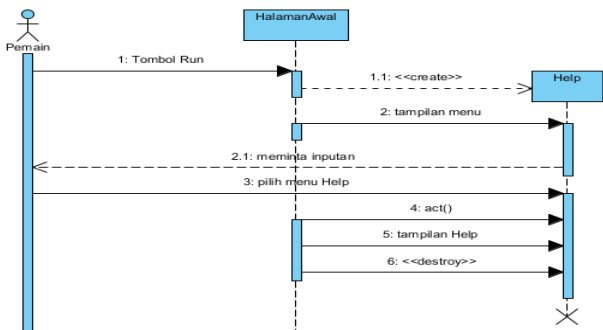 HalamanAwal
Pemain
1: Tombol Run
1.1: <<create>>
Help
2: tampilan menu
2.1: meminta inputan
3: pilih menu Help
4: act()
5: tampilan Help
6: <<destroy>>